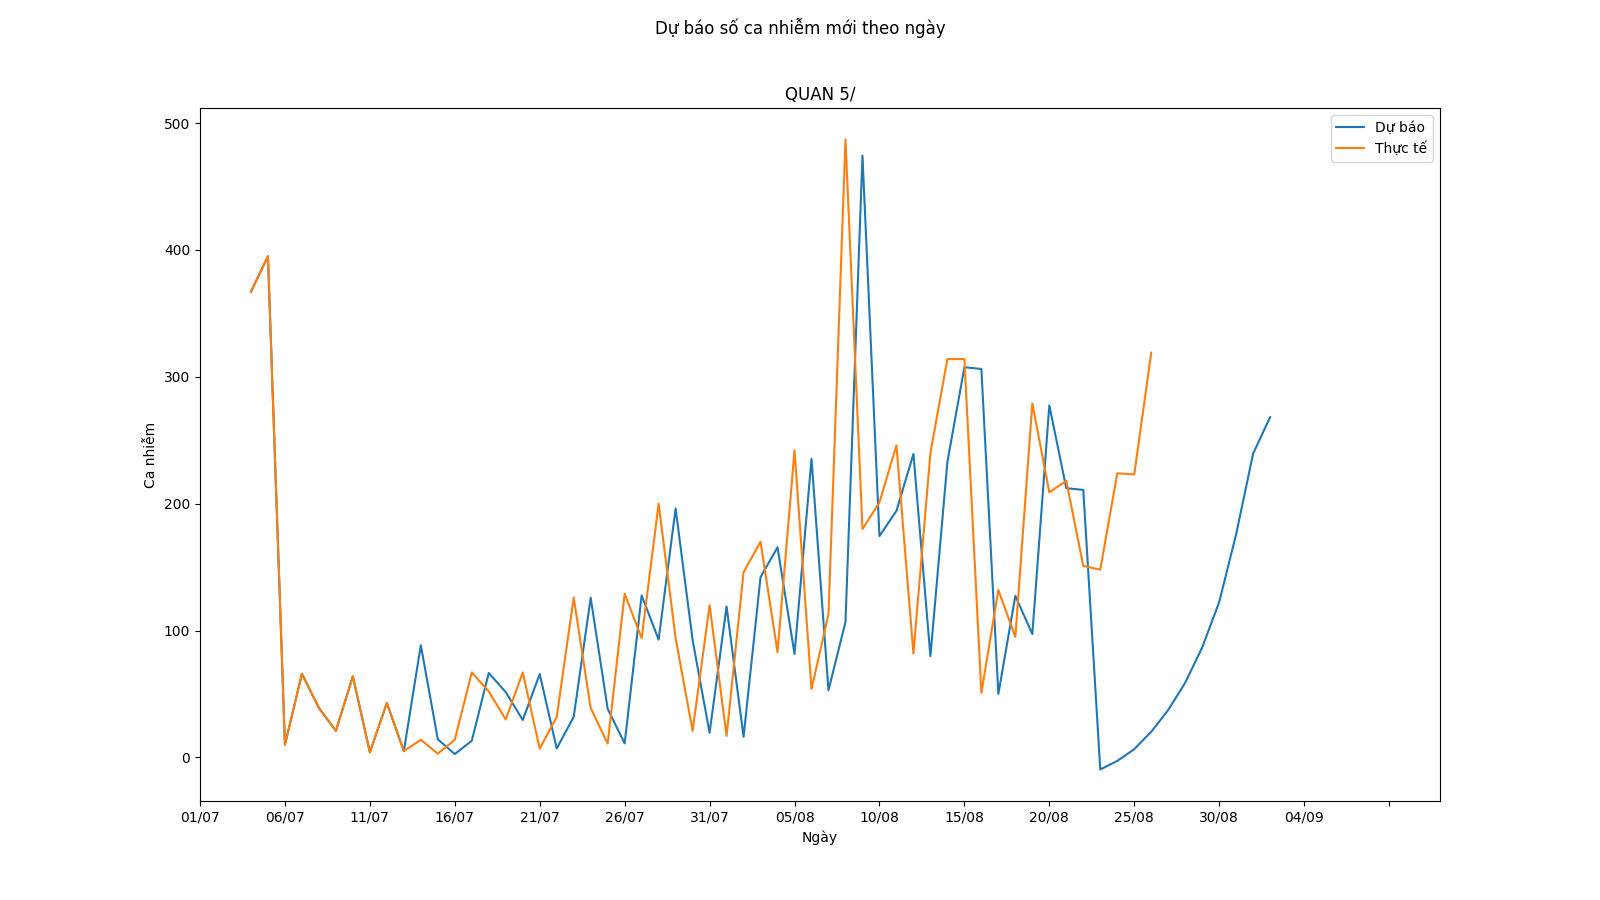 Dự báo số ca nhiễm mới theo ngày
QUAN 5/
Dự báo
Thực tế
500
400
300
200
100
0
Ca nhiễm
01/07 06/07 11/07 16/07 21/07 26/07 31/07 05/08 10/08 15/08 20/08 25/08 30/08 04/09
Ngày